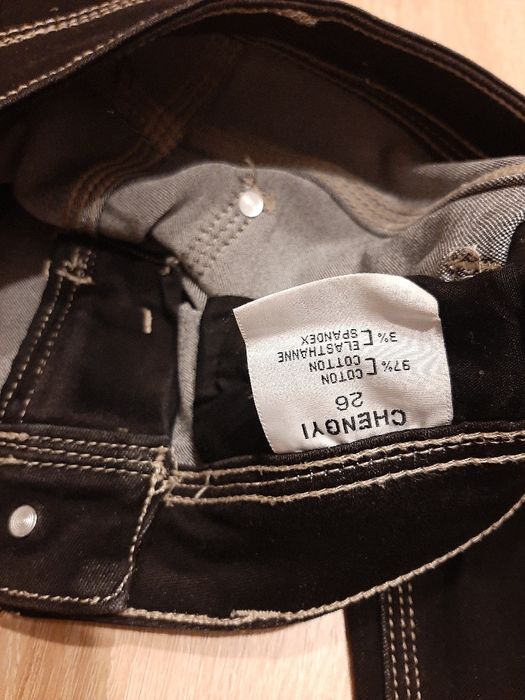 CHENGYI
26
97% [ COTON
COTTON
3% [ ELASTHANNE
SPANDEX